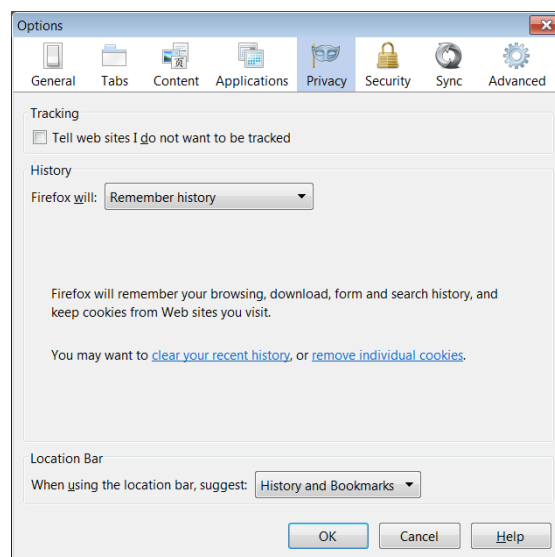 Options
General Tabs Content Applications Privacy Security Sync Advanced
Tracking
Tell web sites I do not want to be tracked
History
Firefox will: Remember history
Firefox will remember your browsing, download, form and search history, and
keep cookies from Web sites you visit.
You may want to clear your recent history, or remove individual cookies.
Location Bar
When using the location bar, suggest: History and Bookmarks
OK Cancel Help